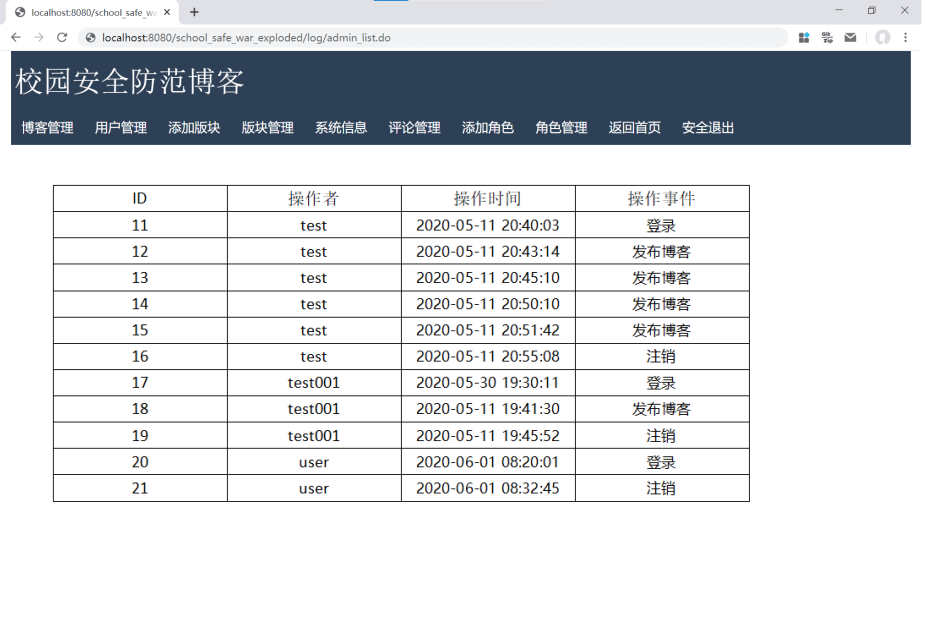 localhost:8080/school_safe_wa
localhost:8080/school_safe_war_exploded/log/admin_list.do
校园安全防范博客
博客管理 用户管理 添加版块 版块管理 系统信息 评论管理 添加角色 角色管理 返回首页 安全退出
ID 操作者 操作时间 操作事件
11 test 2020-05-11 20:40:03 登录
12 test 2020-05-11 20:43:14 发布博客
13 test 2020-05-11 20:45:10 发布博客
14 test 2020-05-11 20:50:10 发布博客
15 test 2020-05-11 20:51:42 发布博客
16 test 2020-05-11 20:55:08 注销
17 test001 2020-05-30 19:30:11 登录
18 test001 2020-05-11 19:41:30 发布博客
19 test001 2020-05-11 19:45:52 注销
20 user 2020-06-01 08:20:01 登录
21 user 2020-06-01 08:32:45 注销